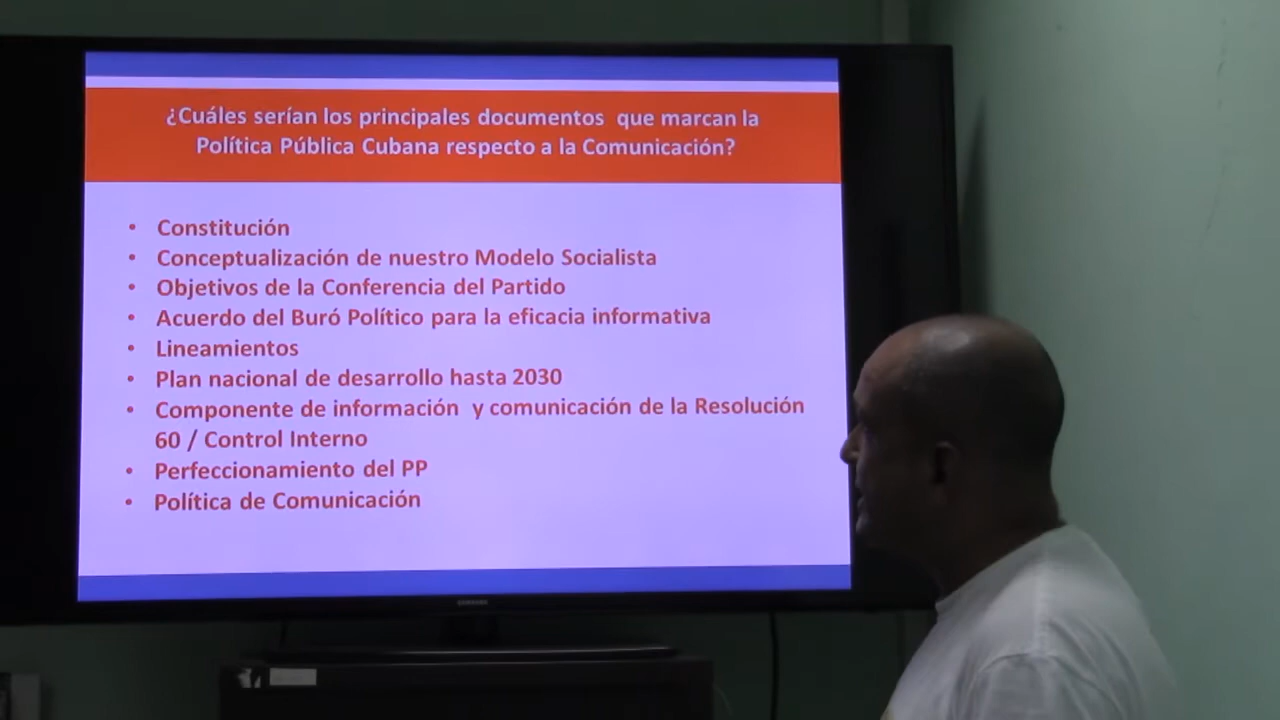 ¿Cuáles serían los principales documentos que marcan la
Política Pública Cubana respecto a la Comunicación?
• Constitución
• Conceptualización de nuestro Modelo Socialista
• Objetivos de la Conferencia del Partido
• Acuerdo del Buró Político para la eficacia informativa
• Lineamientos
• Plan nacional de desarrollo hasta 2030
• Componente de información y comunicación de la Resolución
60 / Control Interno
• Perfeccionamiento del PP
• Política de Comunicación
SAMSUNG